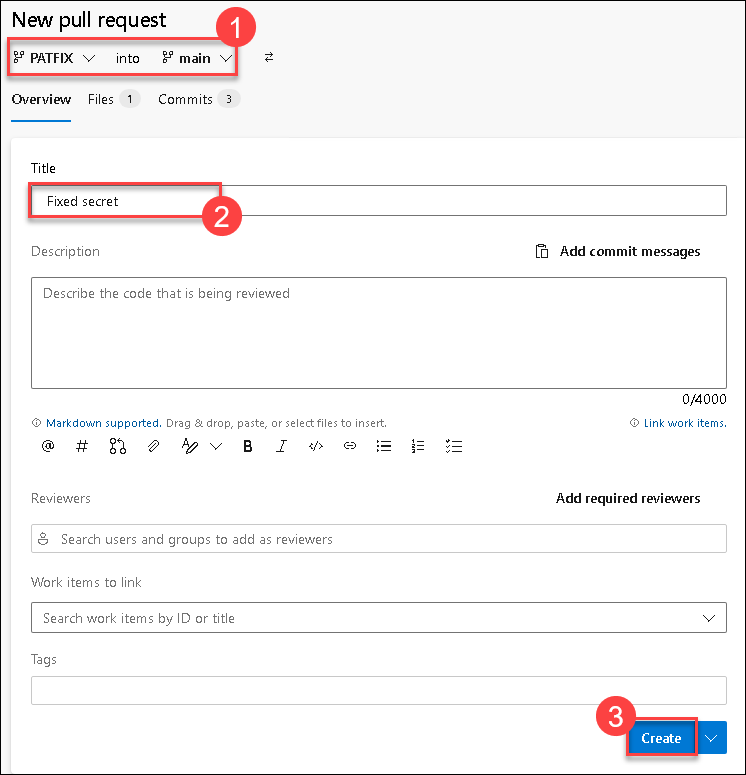 New pull request
1
PATFIX into main
Overview Files 1 Commits 3
Title
Fixed secret
2
Description Add commit messages
Describe the code that is being reviewed
0/4000
Markdown supported. Drag & drop, paste, or select files to insert. Link work items.
@ # B I </>
Reviewers Add required reviewers
Search users and groups to add as reviewers
Work items to link
Search work items by ID or title
Tags
3
Create